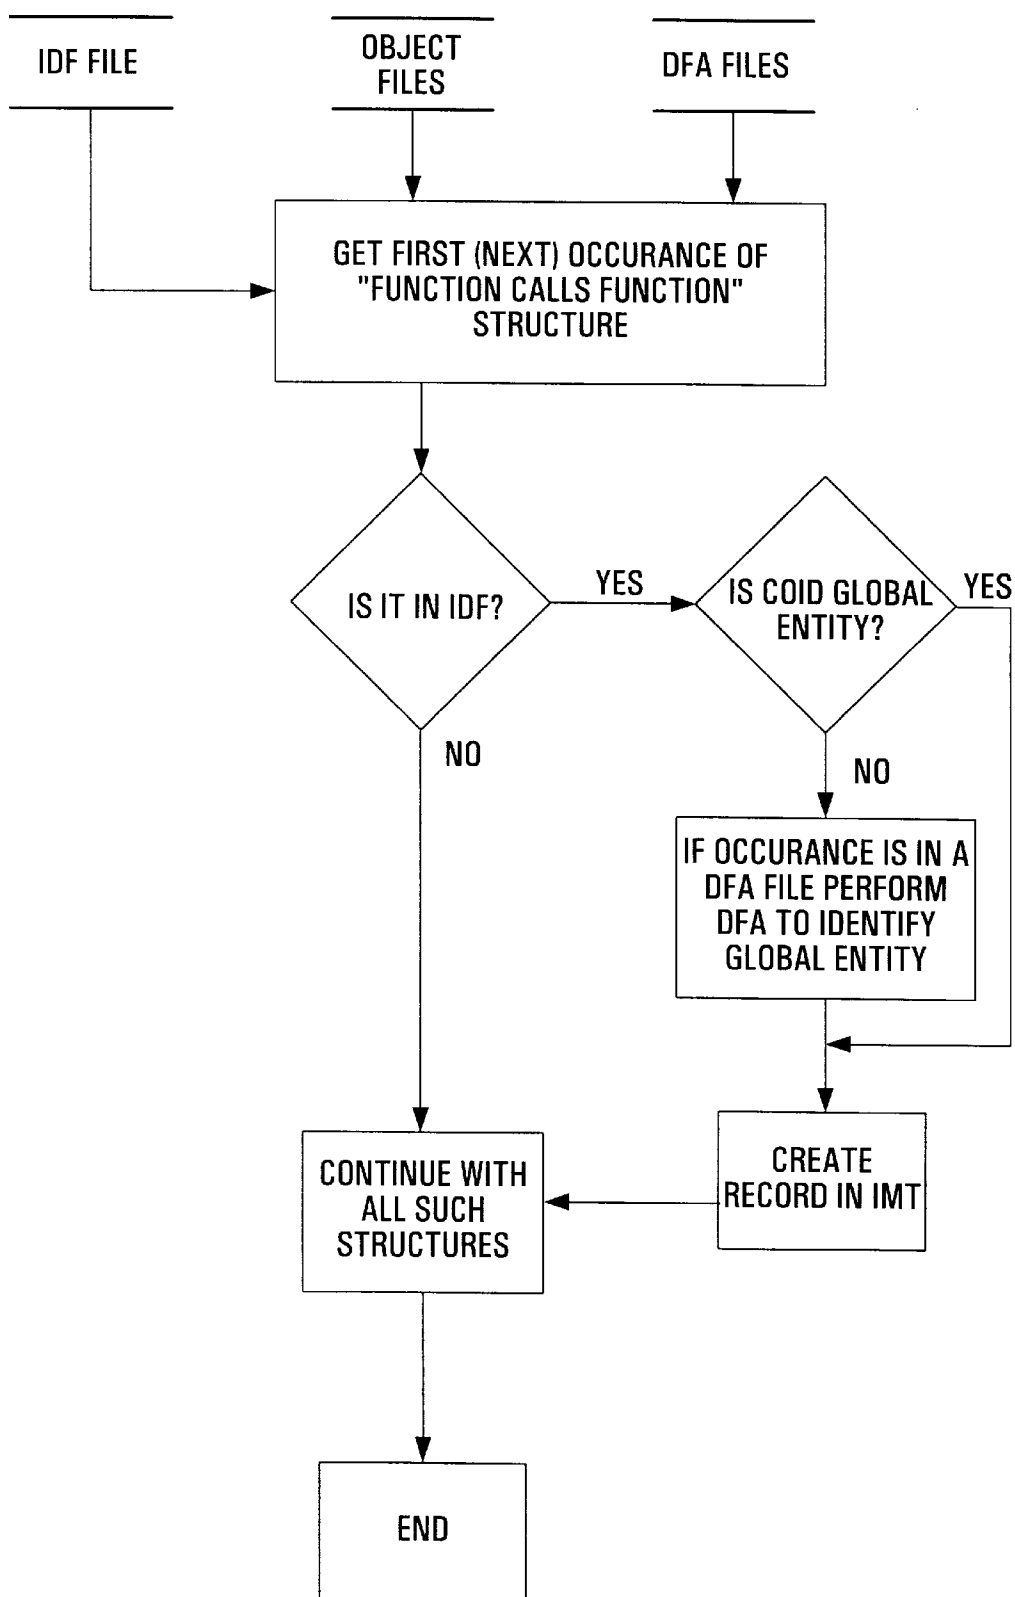 IDF FILE
OBJECT
FILES
DFA FILES
GET FIRST (NEXT) OCCURANCE OF
"FUNCTION CALLS FUNCTION"
STRUCTURE
IS IT IN IDF?
YES
IS COID GLOBAL
ENTITY?
YES
NO
NO
IF OCCURANCE IS IN A
DFA FILE PERFORM
DFA TO IDENTIFY
GLOBAL ENTITY
CONTINUE WITH
ALL SUCH
STRUCTURES
CREATE
RECORD IN IMT
END